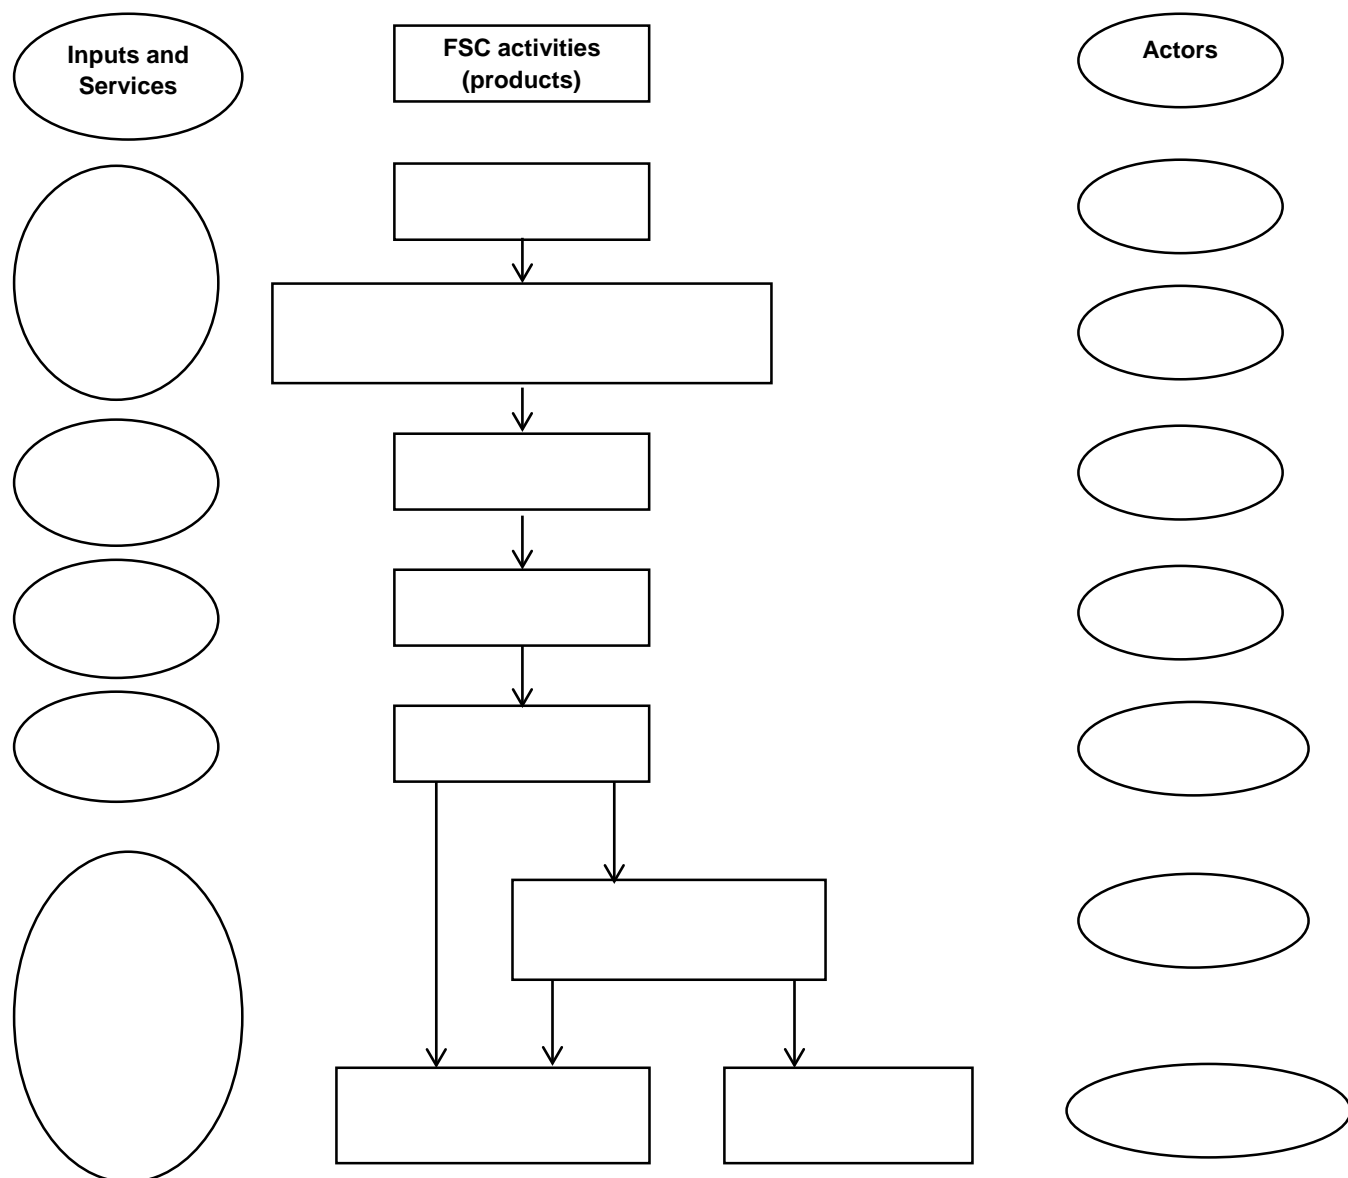 Inputs and
Services
FSC activities
(products)
Actors